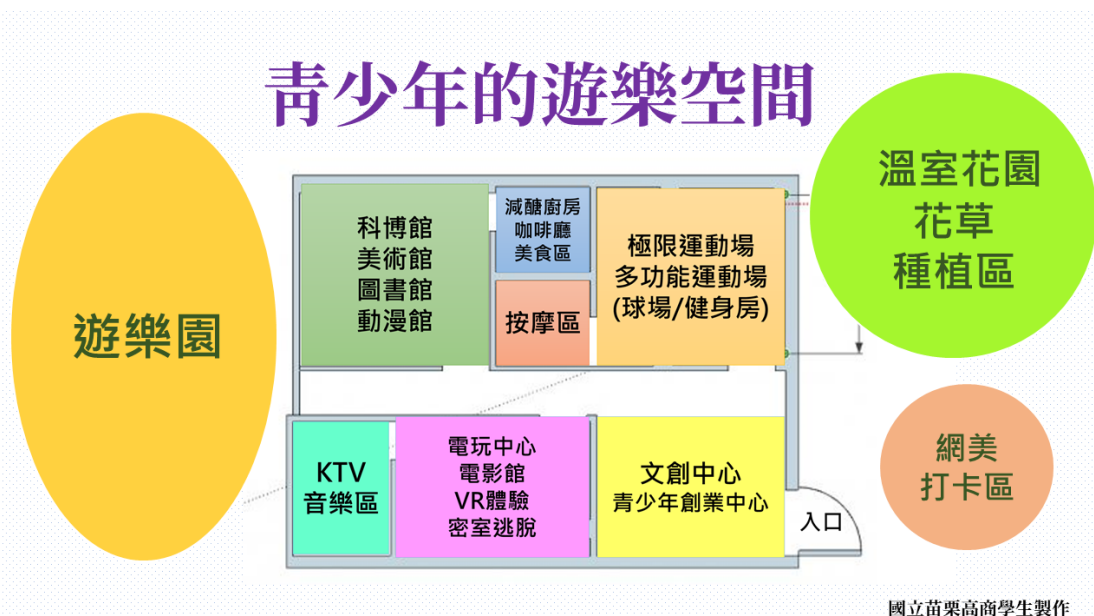 青少年的遊樂空間
遊樂園
科博館
美術館
圖書館
動漫館
減醣廚房
咖啡廳
美食區
按摩區
極限運動場
多功能運動場
(球場/健身房)
溫室花園
花草
種植區
KTV
音樂區
電玩中心
電影館
VR體驗
密室逃脫
文創中心
青少年創業中心
入口
網美
打卡區
國立苗栗高商學生製作